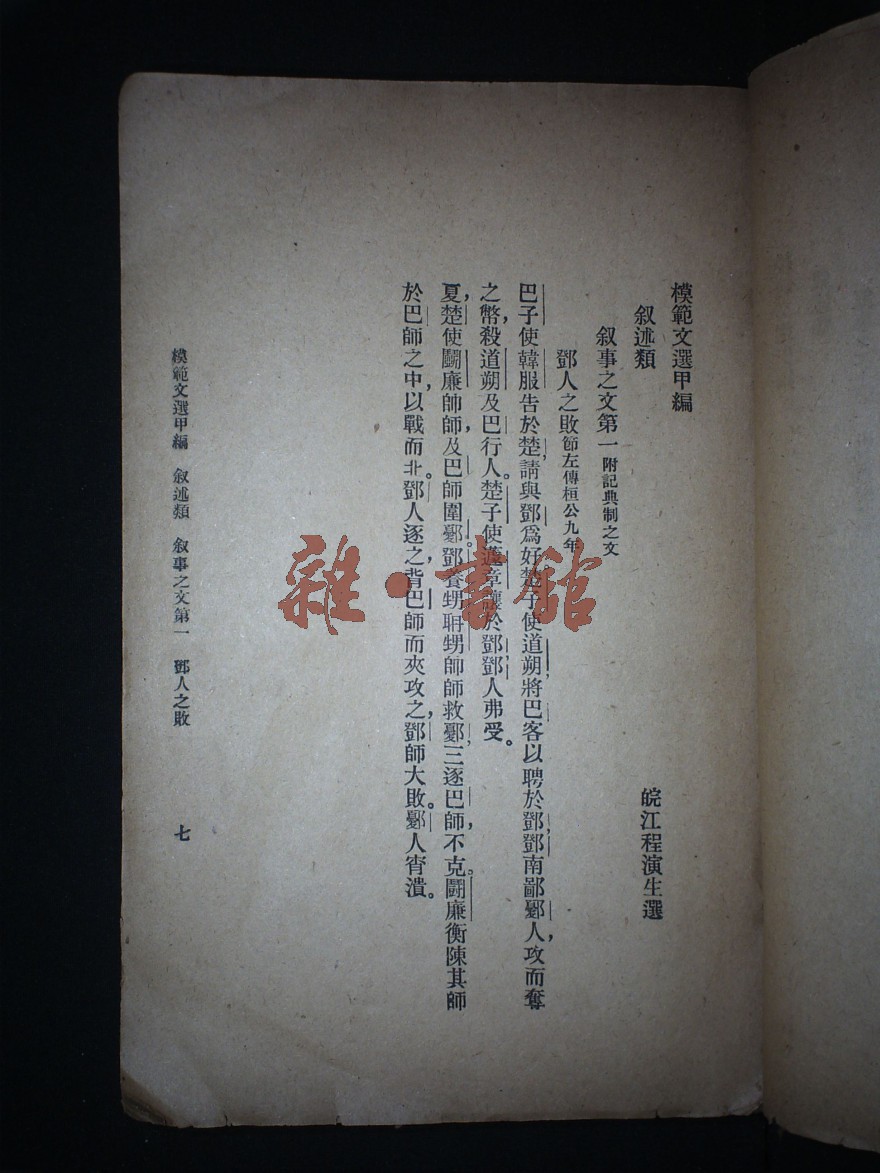 模範文選甲編
叙述類 皖江程演生選
叙事之文第一 附記典制之文
鄧人之敗 節左傳桓公九年
巴子使韓服告於楚,請與鄧爲好,楚子使道朔將巴客以聘於鄧,鄧南鄙鄾人,攻而奪
之幣,殺道朔及巴行人。楚子使薳章讓於鄧,鄧人弗受。
夏,楚使鬬廉帥師,及巴師圍鄾。鄧養甥聃甥帥師救鄾,三逐巴師,不克。鬬廉衡陳其師
於巴師之中,以戰而北。鄧人逐之,背巴師而夾攻之,鄧師大敗。鄾人宵潰。
模範文選甲編 叙述類 叙事之文第一 鄧人之敗 七
雜·書館